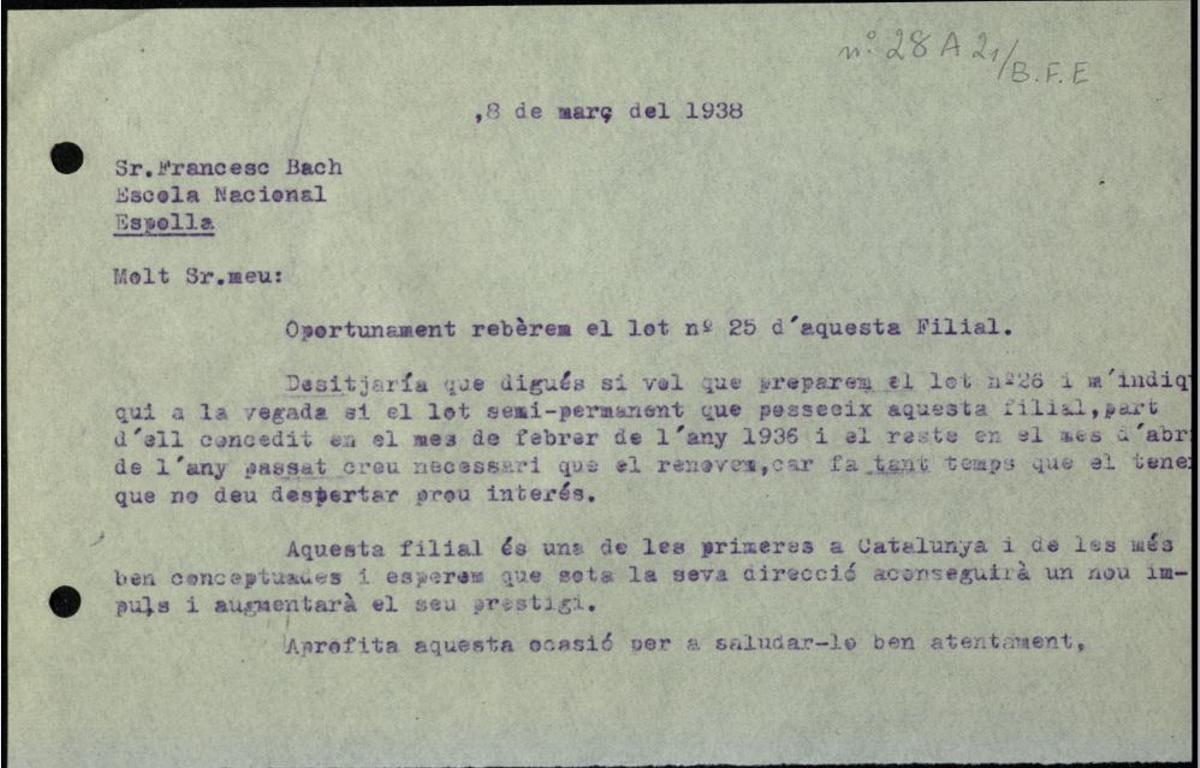 nº 28 A 21/B.F.E
,8 de març del 1938
Sr.Francesc Bach
Escola Nacional
Espolla
Molt Sr.meu:
Oportunament rebèrem el lot nº 25 d´aquesta Filial.
Desitjaría que digués si vol que preparem el lot nº26 i m´indiq
qui a la vegada si el lot semi-permanent que posseeix aquesta filial,part
d´ell concedit en el mes de febrer de l´any 1936 i el reste en el mes d´abr
de l´any passat creu necessari que el renovem,car fa tant temps que el tene
que no deu despertar prou interés.
Aquesta filial és una de les primeres a Catalunya i de les més
ben conceptuades i esperem que sota la seva direcció aconseguirà un nou im-
puls i augmentarà el seu prestigi.
Aprofita aquesta ocasió per a saludar-lo ben atentament,